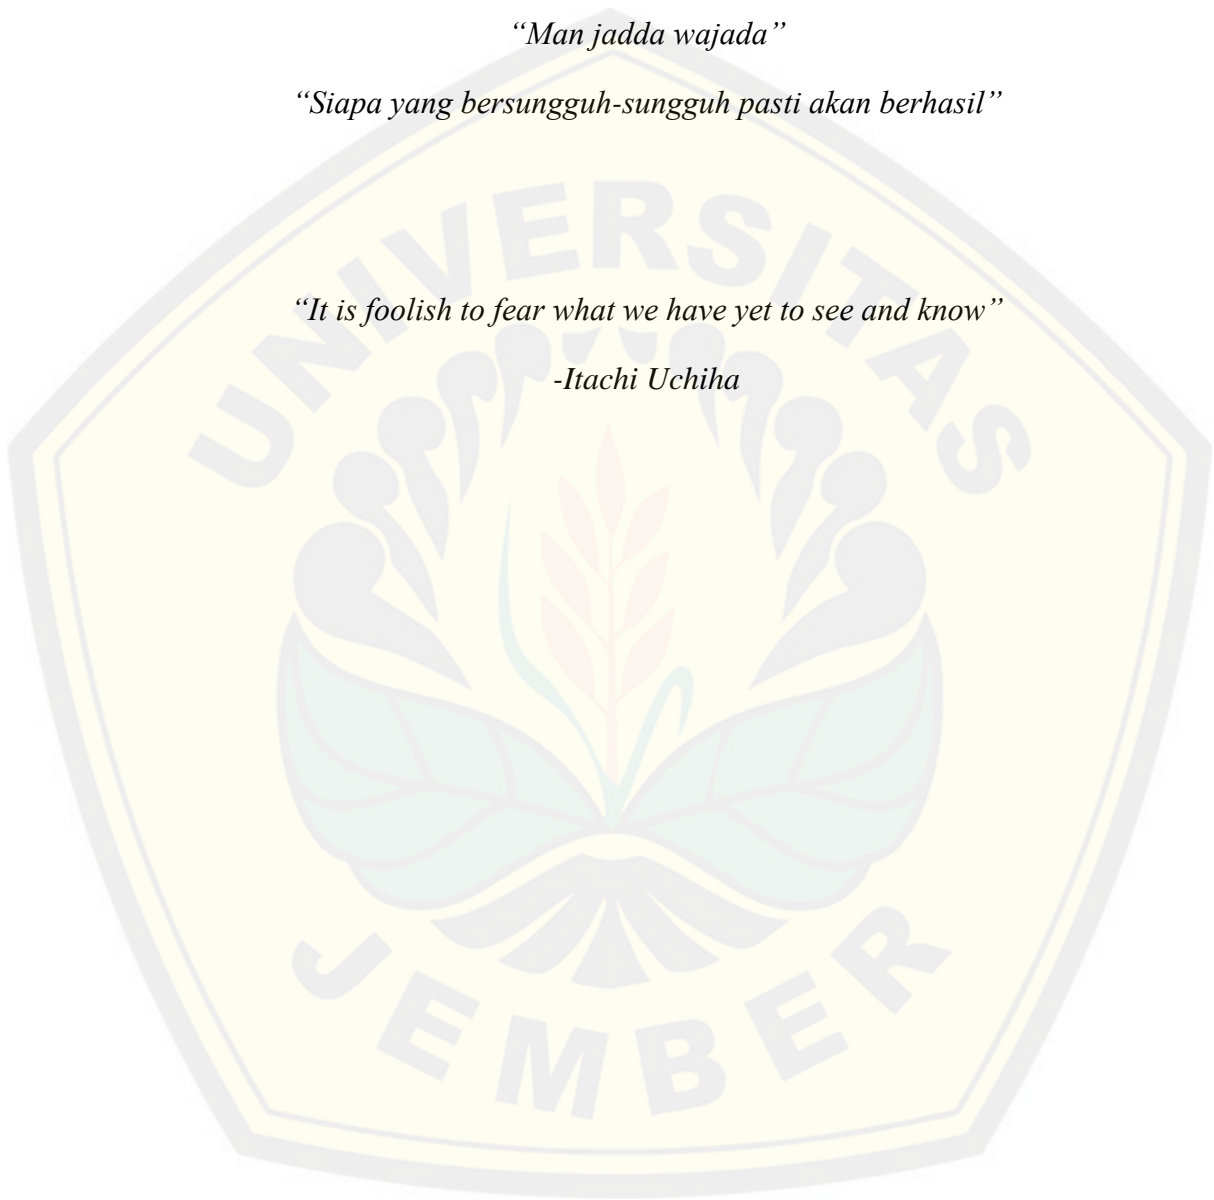 “Man jadda wajada”
“Siapa yang bersungguh-sungguh pasti akan berhasil”
“It is foolish to fear what we have yet to see and know”
-Itachi Uchiha
UNIVERSITAS
JEMBER